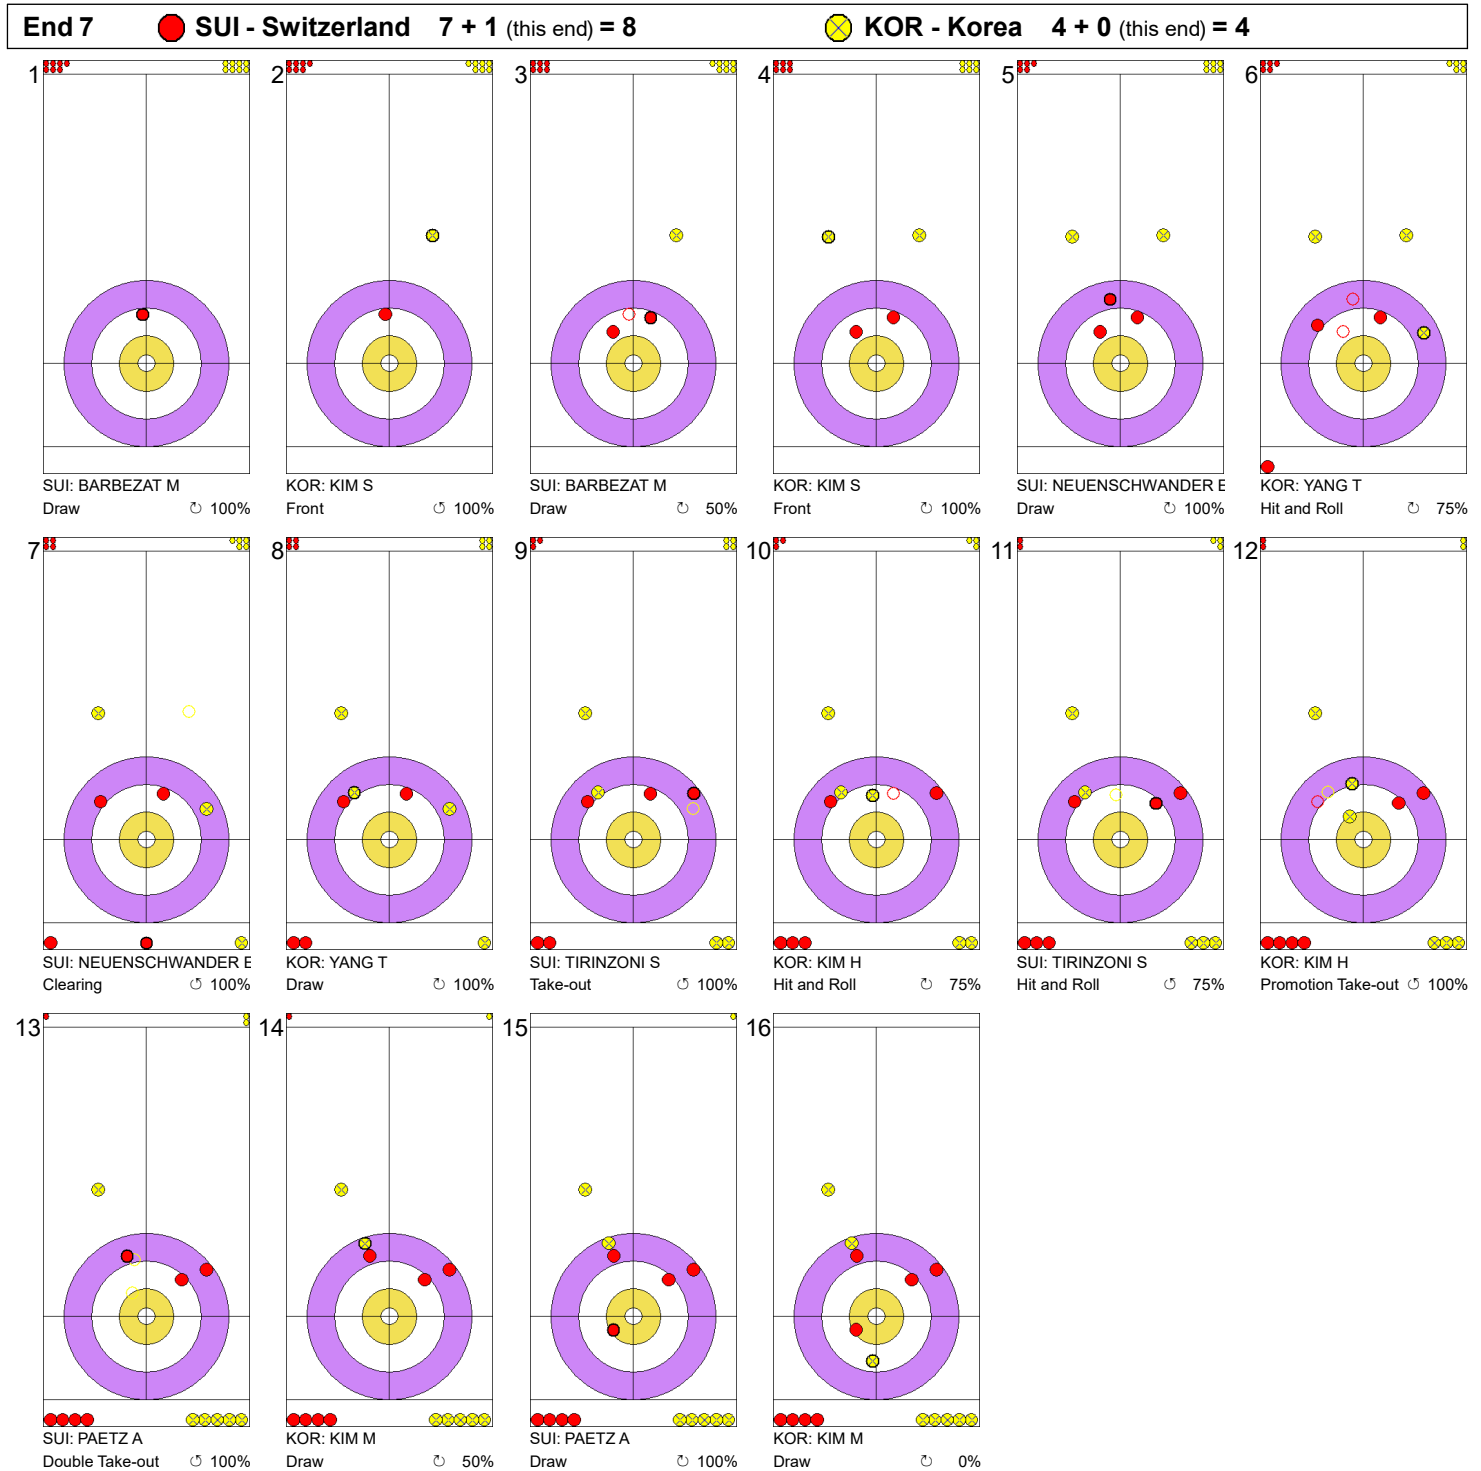 End 7 SUI - Switzerland 7 + 1 (this end) = 8 KOR - Korea 4 + 0 (this end) = 4
1 2 3 4 5 6
SUI: BARBEZAT M KOR: KIM S SUI: BARBEZAT M KOR: KIM S SUI: NEUENSCHWANDER E KOR: YANG T
Draw ↻ 100% Front ↺ 100% Draw ↻ 50% Front ↺ 100% Draw ↻ 100% Hit and Roll ↻ 75%
7 8 9 10 11 12
SUI: NEUENSCHWANDER E KOR: YANG T SUI: TIRINZONI S KOR: KIM H SUI: TIRINZONI S KOR: KIM H
Clearing ↺ 100% Draw ↻ 100% Take-out ↺ 100% Hit and Roll ↻ 75% Hit and Roll ↺ 75% Promotion Take-out ↺ 100%
13 14 15 16
SUI: PAETZ A KOR: KIM M SUI: PAETZ A KOR: KIM M
Double Take-out ↺ 100% Draw ↺ 50% Draw ↻ 100% Draw ↻ 0%